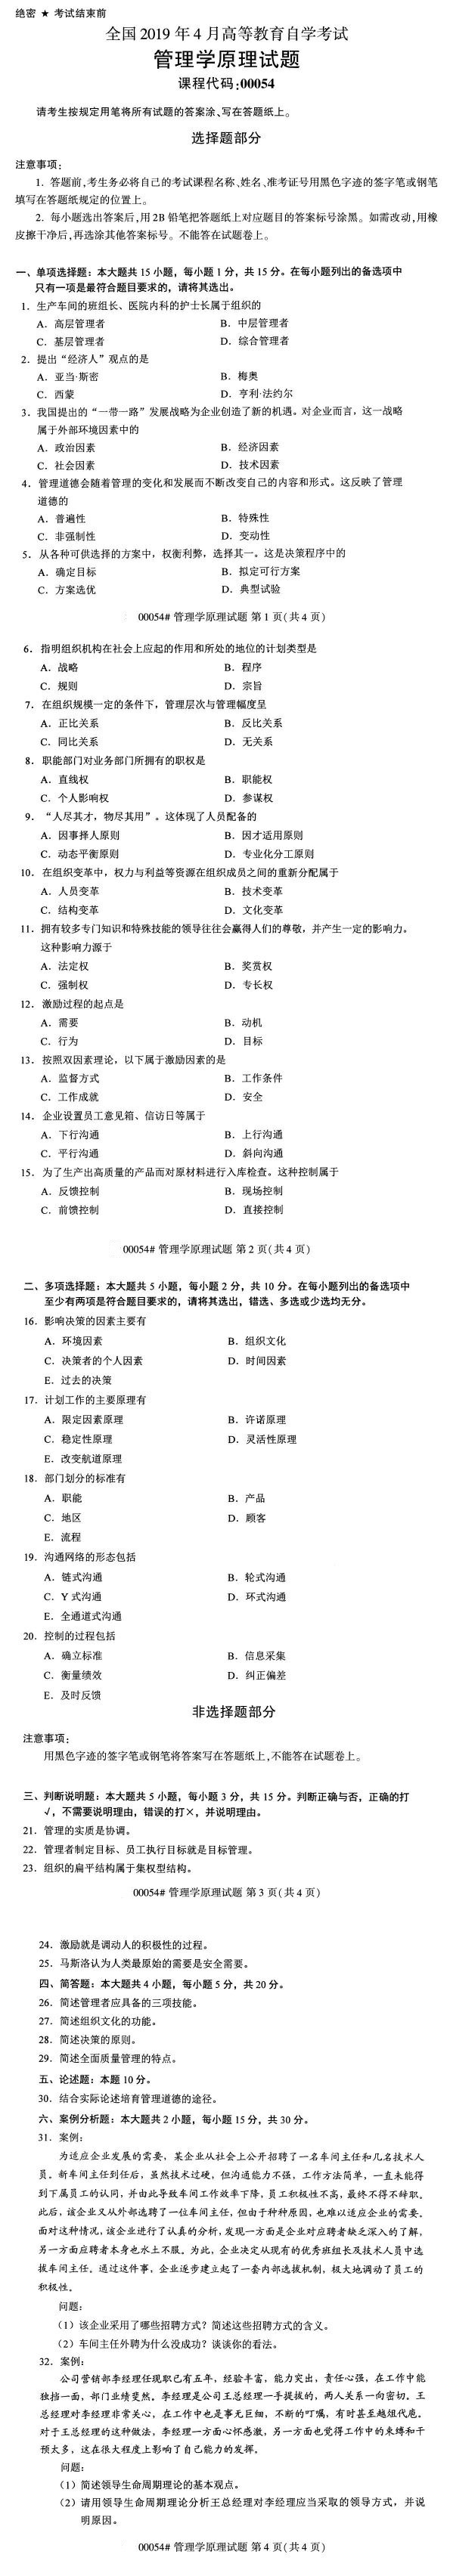 绝密 ★ 考试结束前
全国 2019 年 4 月高等教育自学考试
管理学原理试题
课程代码:00054
请考生按规定用笔将所有试题的答案涂、写在答题纸上。
选择题部分
注意事项:
1. 答题前,考生务必将自己的考试课程名称、姓名、准考证号用黑色字迹的签字笔或钢笔
填写在答题纸规定的位置上。
2. 每小题选出答案后,用 2B 铅笔把答题纸上对应题目的答案标号涂黑。如需改动,用橡
皮擦干净后,再选涂其他答案标号。不能答在试题卷上。
一、单项选择题：本大题共 15 小题，每小题 1 分，共 15 分。在每小题列出的备选项中
只有一项是最符合题目要求的，请将其选出。
1．生产车间的班组长、医院内科的护士长属于组织的
A．高层管理者 B．中层管理者
C．基层管理者 D．综合管理者
2．提出“经济人”观点的是
A．亚当·斯密 B．梅奥
C．西蒙 D．亨利·法约尔
3．我国提出的“一带一路”发展战略为企业创造了新的机遇。对企业而言，这一战略
属于外部环境因素中的
A．政治因素 B．经济因素
C．社会因素 D．技术因素
4．管理道德会随着管理的变化和发展而不断改变自己的内容和形式。这反映了管理
道德的
A．普遍性 B．特殊性
C．非强制性 D．变动性
5．从各种可供选择的方案中，权衡利弊，选择其一。这是决策程序中的
A．确定目标 B．拟定可行方案
C．方案选优 D．典型试验
00054# 管理学原理试题 第 1 页(共 4 页)
6．指明组织机构在社会上应起的作用和所处的地位的计划类型是
A．战略 B．程序
C．规则 D．宗旨
7．在组织规模一定的条件下，管理层次与管理幅度呈
A．正比关系 B．反比关系
C．同比关系 D．无关系
8．职能部门对业务部门所拥有的职权是
A．直线权 B．职能权
C．个人影响权 D．参谋权
9．“人尽其才，物尽其用”。这体现了人员配备的
A．因事择人原则 B．因才适用原则
C．动态平衡原则 D．专业化分工原则
10．在组织变革中，权力与利益等资源在组织成员之间的重新分配属于
A．人员变革 B．技术变革
C．结构变革 D．文化变革
11．拥有较多专门知识和特殊技能的领导往往会赢得人们的尊敬，并产生一定的影响力。
这种影响力源于
A．法定权 B．奖赏权
C．强制权 D．专长权
12．激励过程的起点是
A．需要 B．动机
C．行为 D．目标
13．按照双因素理论，以下属于激励因素的是
A．监督方式 B．工作条件
C．工作成就 D．安全
14．企业设置员工意见箱、信访日等属于
A．下行沟通 B．上行沟通
C．平行沟通 D．斜向沟通
15．为了生产出高质量的产品而对原材料进行入库检查。这种控制属于
A．反馈控制 B．现场控制
C．前馈控制 D．直接控制
00054# 管理学原理试题 第 2 页(共 4 页)
二、多项选择题：本大题共 5 小题，每小题 2 分，共 10 分。在每小题列出的备选项中
至少有两项是符合题目要求的，请将其选出，错选、多选或少选均无分。
16．影响决策的因素主要有
A．环境因素 B．组织文化
C．决策者的个人因素 D．时间因素
E．过去的决策
17．计划工作的主要原理有
A．限定因素原理 B．许诺原理
C．稳定性原理 D．灵活性原理
E．改变航道原理
18．部门划分的标准有
A．职能 B．产品
C．地区 D．顾客
E．流程
19．沟通网络的形态包括
A．链式沟通 B．轮式沟通
C．Y 式沟通 D．环式沟通
E．全通道式沟通
20．控制的过程包括
A．确立标准 B．信息采集
C．衡量绩效 D．纠正偏差
E．及时反馈
非选择题部分
注意事项:
用黑色字迹的签字笔或钢笔将答案写在答题纸上,不能答在试题卷上。
三、判断说明题：本大题共 5 小题，每小题 3 分，共 15 分。判断正确与否，正确的打
√，不需要说明理由，错误的打×，并说明理由。
21．管理的实质是协调。
22．管理者制定目标、员工执行目标就是目标管理。
23．组织的扁平结构属于集权型结构。
00054# 管理学原理试题 第 3 页(共 4 页)
24．激励就是调动人的积极性的过程。
25．马斯洛认为人类最原始的需要是安全需要。
四、简答题：本大题共 4 小题，每小题 5 分，共 20 分。
26．简述管理者应具备的三项技能。
27．简述组织文化的功能。
28．简述决策的原则。
29．简述全面质量管理的特点。
五、论述题：本题 10 分。
30．结合实际论述培育管理道德的途径。
六、案例分析题：本大题共 2 小题，每小题 15 分，共 30 分。
31．案例：
为适应企业发展的需要，某企业从社会上公开招聘了一名车间主任和几名技术人
员。新车间主任到任后，虽然技术过硬，但沟通能力不强，工作方法简单，一直未能得
到下属员工的认同，并由此导致车间工作效率下降，员工积极性不高，最终不得不辞职。
此后，该企业又从外部选聘了一位车间主任，但由于种种原因，也难以适应企业的需要。
面对这种情况，该企业进行了认真的分析，发现一方面是企业对应聘者缺乏深入的了解，
另一方面应聘者本身也水土不服。为此，企业决定从现有的优秀班组长及技术人员中选
拔车间主任。通过这件事，企业逐步建立起了一套内部选拔机制，极大地调动了员工的
积极性。
问题：
（1）该企业采用了哪些招聘方式？简述这些招聘方式的含义。
（2）车间主任外聘为什么没成功？谈谈你的看法。
32．案例：
公司营销部李经理任现职已有五年，经验丰富，能力突出，责任心强，在工作中能
独挡一面，部门业绩斐然。李经理是公司王总经理一手提拔的，两人关系一向密切。王
总经理对李经理非常关心，在工作中也是事无巨细，不断的叮嘱，有时甚至越俎代庖。
对于王总经理的这种做法，李经理一方面心怀感激，另一方面也觉得工作中的束缚和干
预太多，这在很大程度上影响了自己能力的发挥。
问题：
（1）简述领导生命周期理论的基本观点。
（2）请用领导生命周期理论分析王总经理对李经理应当采取的领导方式，并说
明原因。
00054# 管理学原理试题 第 4 页(共 4 页)